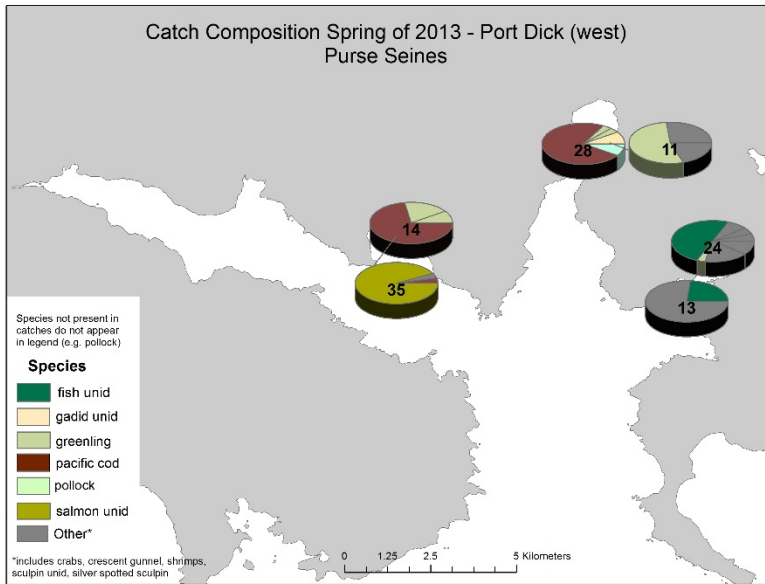 Catch Composition Spring of 2013 - Port Dick (west)
Purse Seines
28
11
14
24
35
13
Species not present in
catches do not appear
in legend (e.g. pollock)
Species
fish unid
gadid unid
greenling
pacific cod
pollock
salmon unid
Other*
*includes crabs, crescent gunnel, shrimps,
sculpin unid, silver spotted sculpin
0 1.25 2.5 5 Kilometers